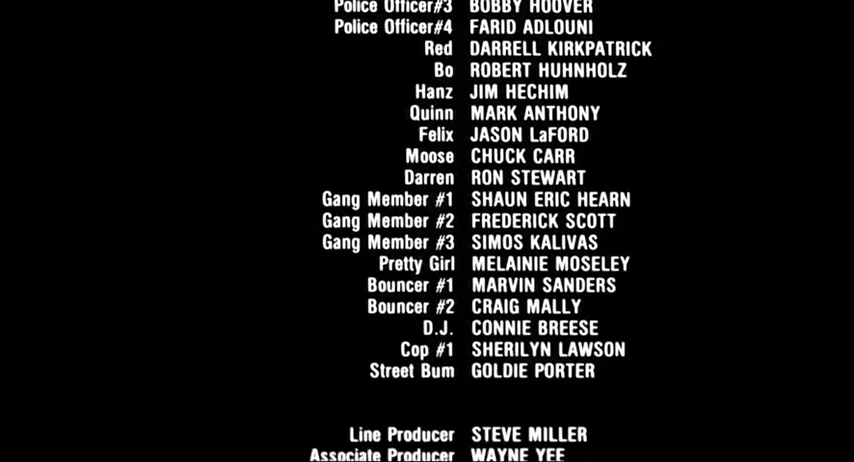 Police Officer#3 BOBBY HOOVER
Police Officer#4 FARID ADLOUNI
Red DARRELL KIRKPATRICK
Bo ROBERT HUHNHOLZ
Hanz JIM HECHIM
Quinn MARK ANTHONY
Felix JASON LaFORD
Moose CHUCK CARR
Darren RON STEWART
Gang Member #1 SHAUN ERIC HEARN
Gang Member #2 FREDERICK SCOTT
Gang Member #3 SIMOS KALIVAS
Pretty Girl MELAINIE MOSELEY
Bouncer #1 MARVIN SANDERS
Bouncer #2 CRAIG MALLY
D.J. CONNIE BREESE
Cop #1 SHERILYN LAWSON
Street Bum GOLDIE PORTER
Line Producer STEVE MILLER
Associate Producer WAYNE YEE